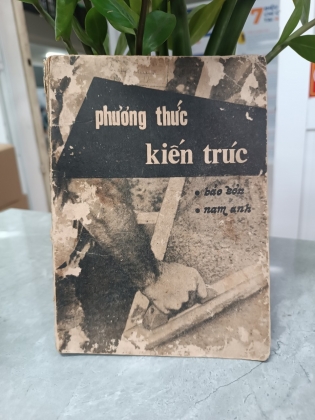 phương thức
kiến trúc
• bảo sơn
• nam anh